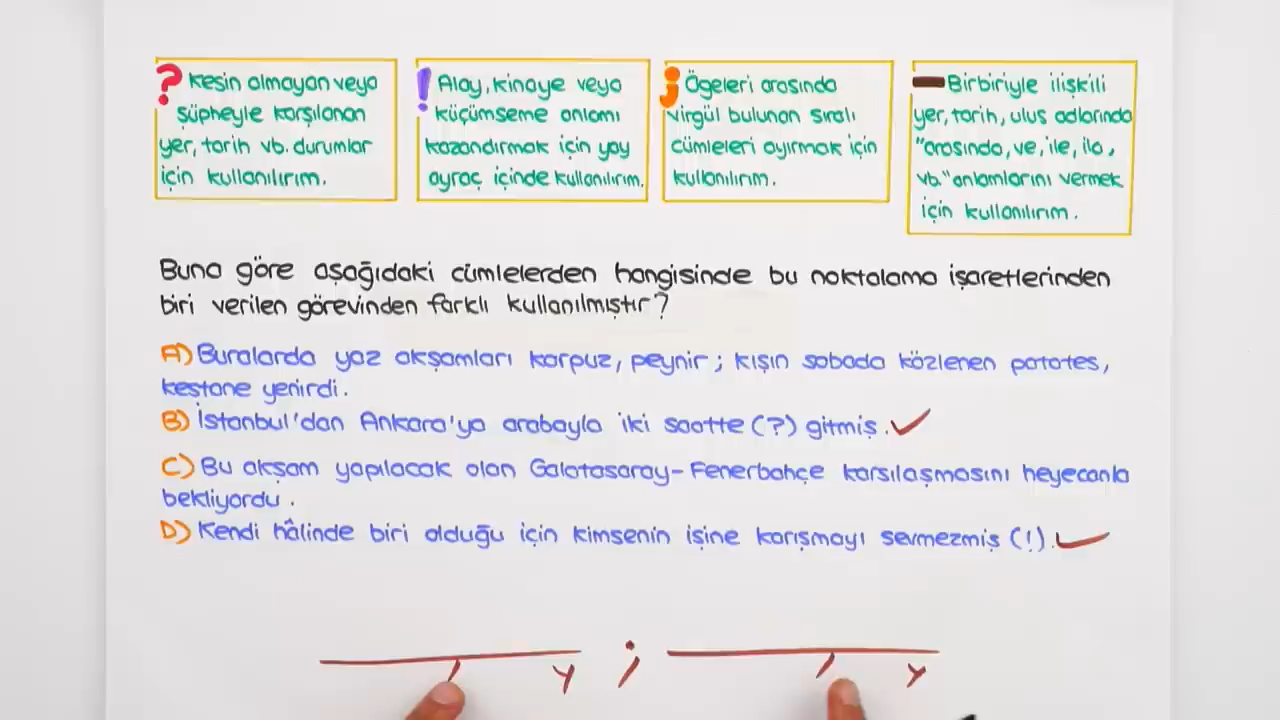 ? Kesin olmayan veya
şüpheyle karşılanan
yer, tarih vb. durumlar
için kullanılırım.
! Alay, kinaye veya
küçümseme anlamı
kazandırmak için yay
ayraç içinde kullanılırım.
; Ögeleri arasında
virgül bulunan sıralı
cümleleri ayırmak için
kullanılırım.
- Birbiriyle ilişkili
yer, tarih, ulus adlarında
"arasında, ve, ile, ila,
vb." anlamlarını vermek
için kullanılırım.
Buna göre aşağıdaki cümlelerden hangisinde bu noktalama işaretlerinden
biri verilen görevinden farklı kullanılmıştır?
A) Buralarda yaz akşamları karpuz, peynir; kışın sobada közlenen patates,
kestane yenirdi.
B) İstanbul'dan Ankara'ya arabayla iki saatte (?) gitmiş.
C) Bu akşam yapılacak olan Galatasaray-Fenerbahçe karsılaşmasını heyecanla
bekliyordu.
D) Kendi hâlinde biri olduğu için kimsenin işine karışmayı sevmezmiş (!).
, y ; , y